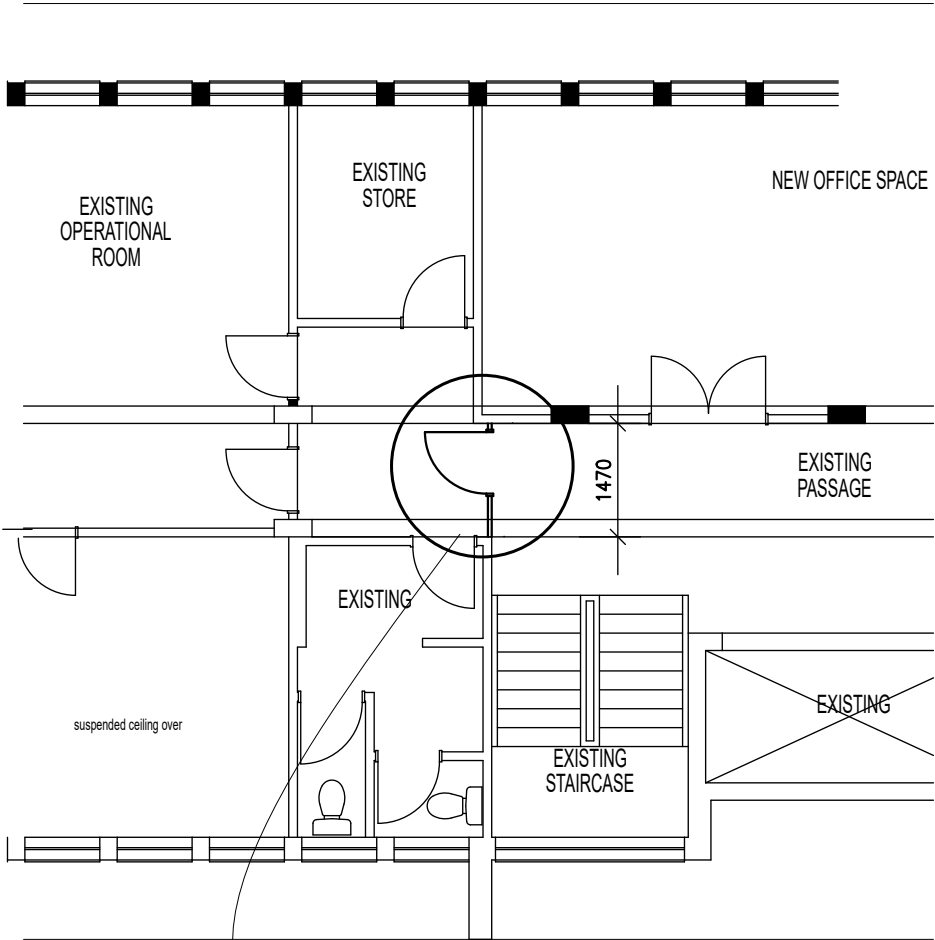 EXISTING
STORE
NEW OFFICE SPACE
EXISTING
OPERATIONAL
ROOM
1470
EXISTING
PASSAGE
EXISTING
suspended ceiling over
EXISTING
EXISTING
STAIRCASE